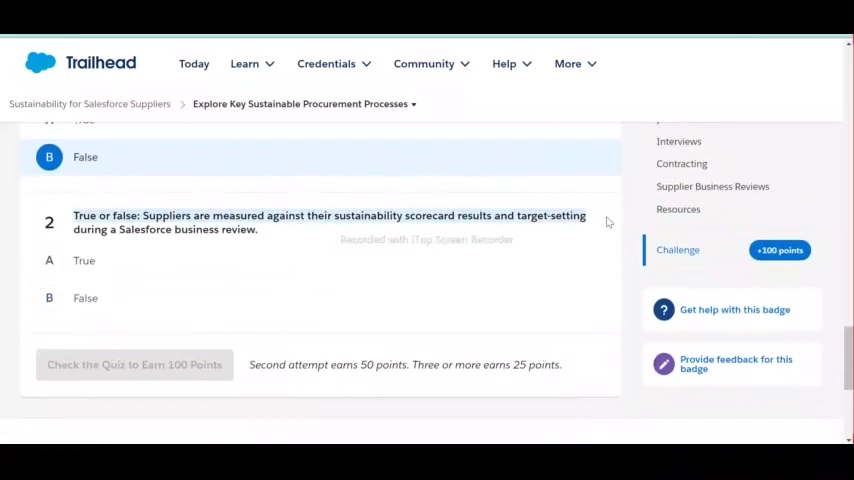 Trailhead
Today Learn Credentials Community Help More
Sustainability for Salesforce Suppliers > Explore Key Sustainable Procurement Processes
B False
2 True or false: Suppliers are measured against their sustainability scorecard results and target-setting
during a Salesforce business review.
Recorded with iTop Screen Recorder
A True
B False
Check the Quiz to Earn 100 Points
Second attempt earns 50 points. Three or more earns 25 points.
Interviews
Contracting
Supplier Business Reviews
Resources
Challenge +100 points
? Get help with this badge
Provide feedback for this
badge